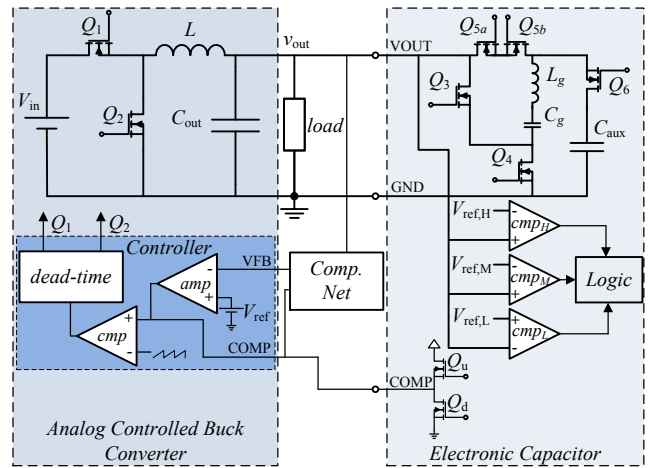 Q1
L
vout
VOUT
Q5a
Q5b
Vin
Q2
Cout
load
Q3
Lg
Q6
Cg
Caux
Q4
GND
Q1
Q2
Controller
dead-time
VFB
-
amp
+
Vref
Comp.
Net
+
cmp
-
COMP
COMP
Vref,H
-
cmpH
+
Vref,M
-
cmpM
+
Logic
Vref,L
+
cmpL
-
Qu
Qd
Analog Controlled Buck
Converter
Electronic Capacitor